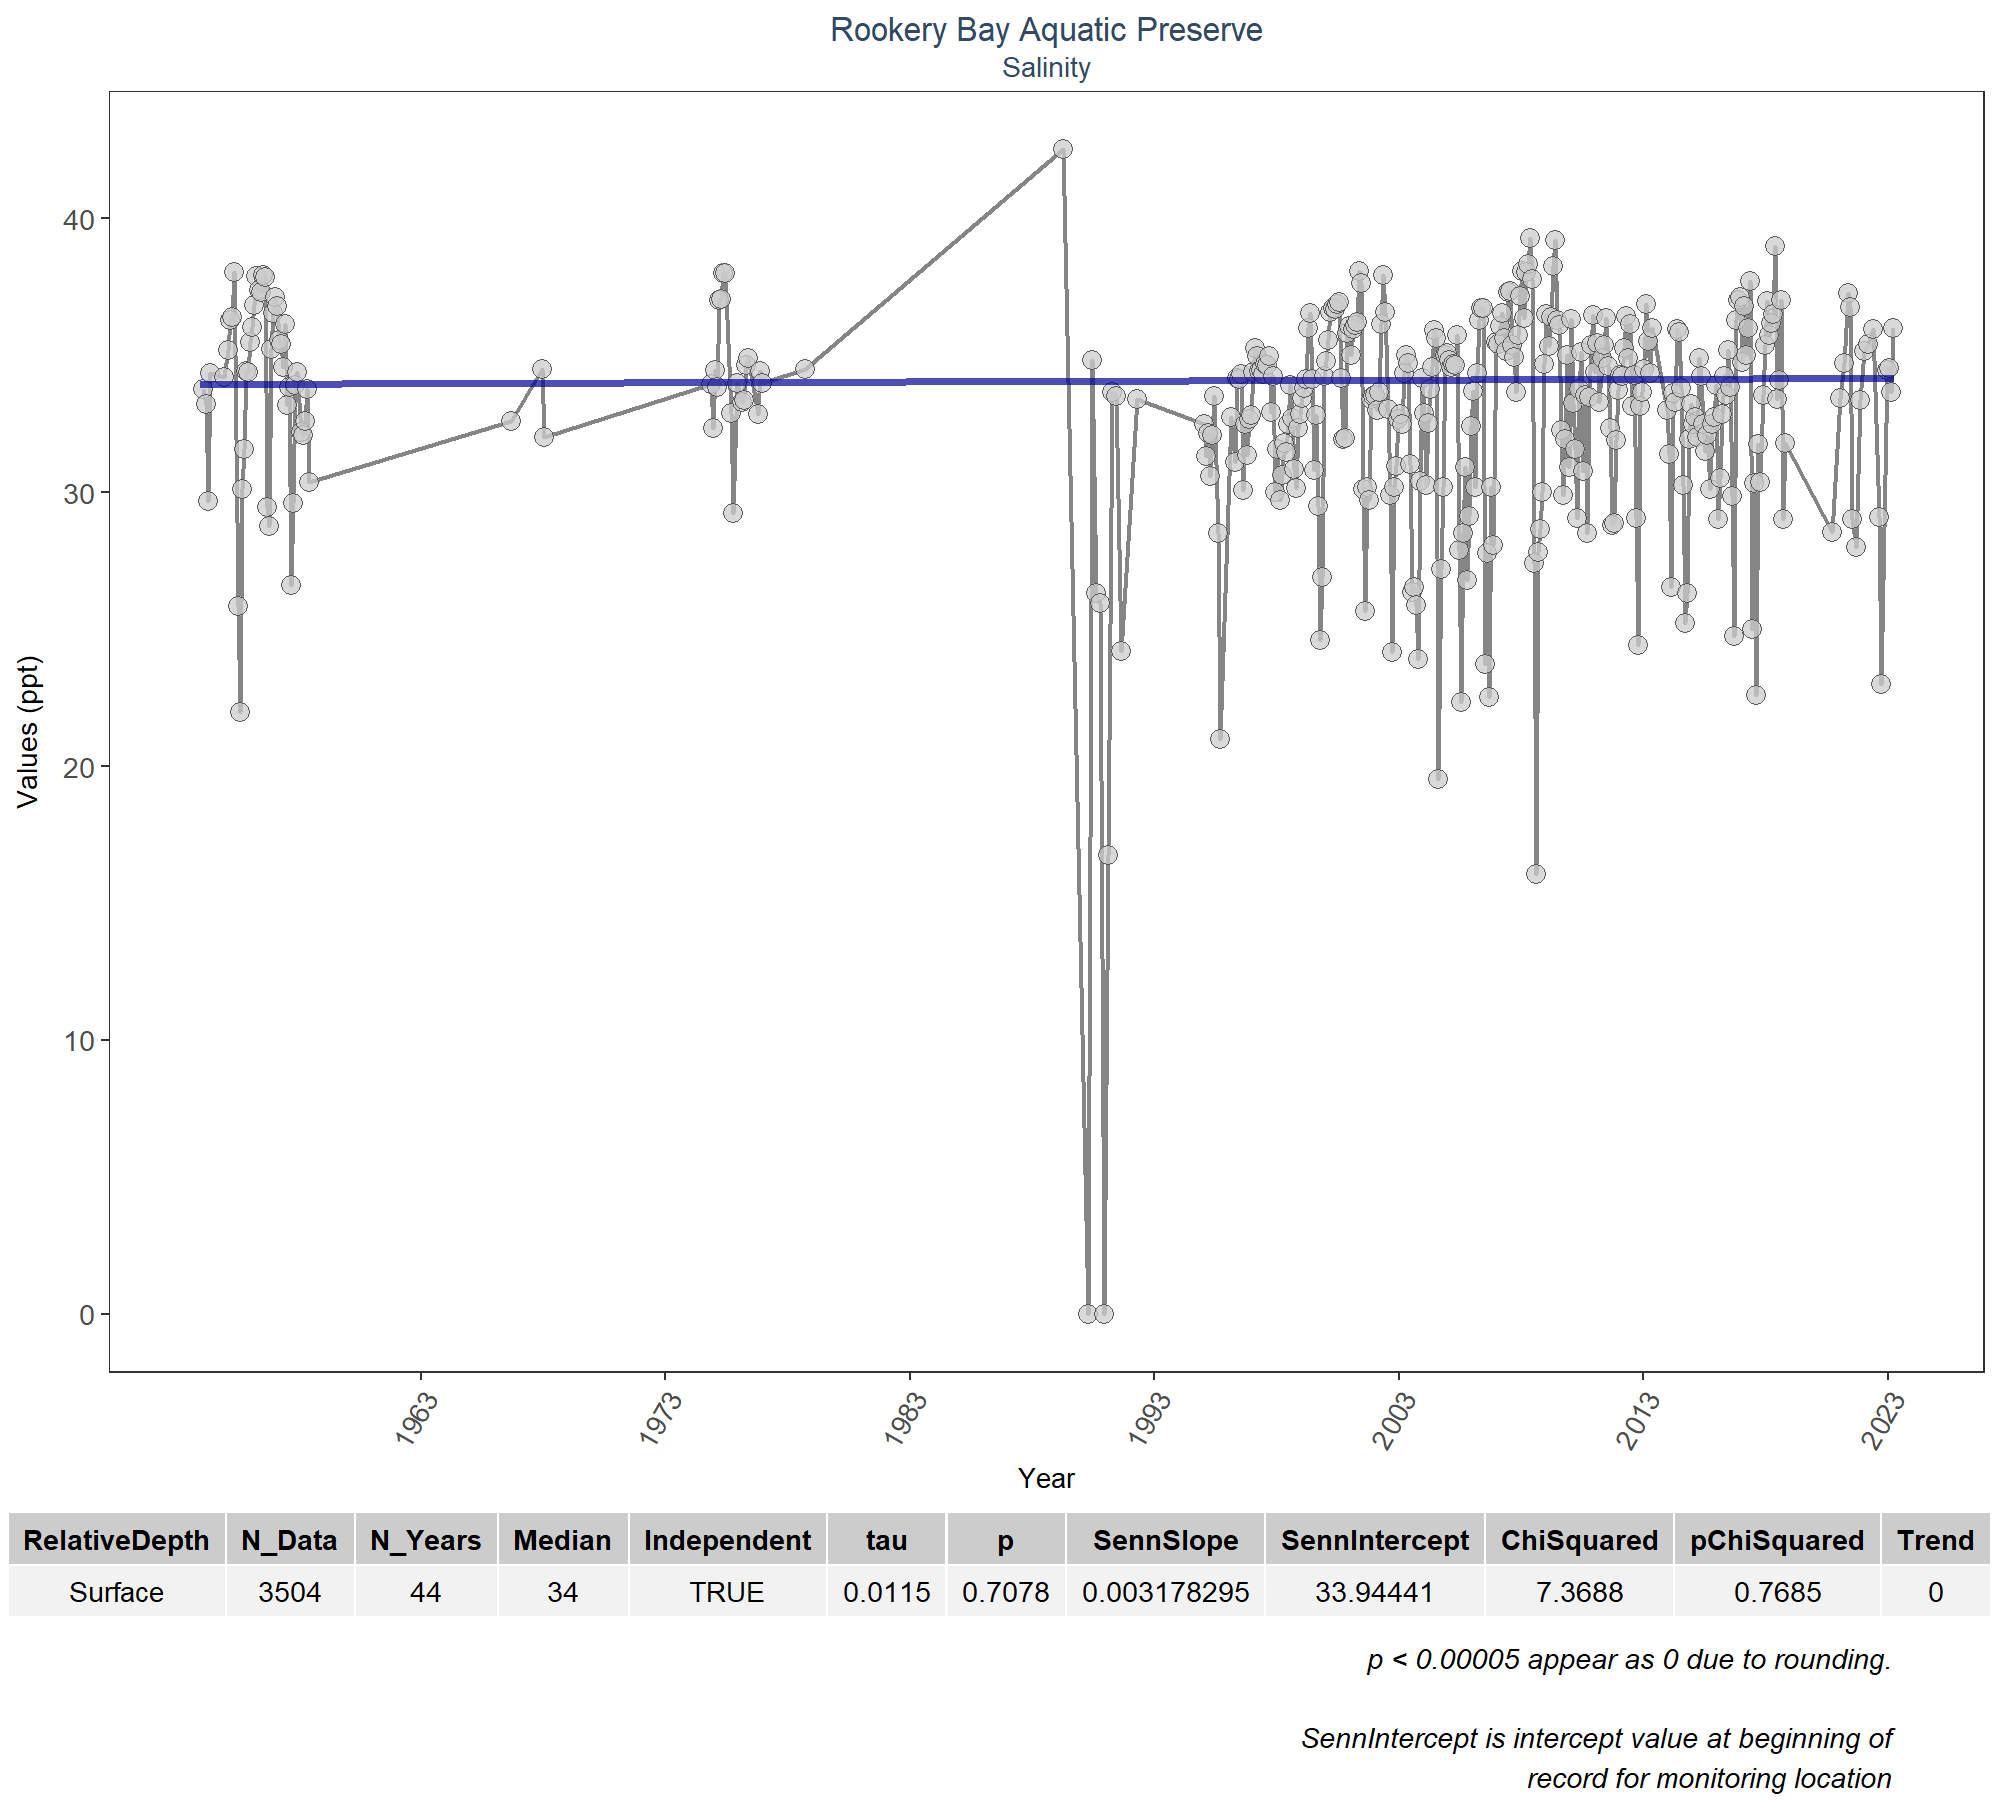 Rookery Bay Aquatic Preserve
Salinity
Values (ppt)
40
30
20
10
0
1963
1973
1983
1993
2003
2013
2023
Year
RelativeDepth N_Data N_Years Median Independent tau p SennSlope SennIntercept ChiSquared pChiSquared Trend
Surface 3504 44 34 TRUE 0.0115 0.7078 0.003178295 33.94441 7.3688 0.7685 0
p < 0.00005 appear as 0 due to rounding.
SennIntercept is intercept value at beginning of
record for monitoring location